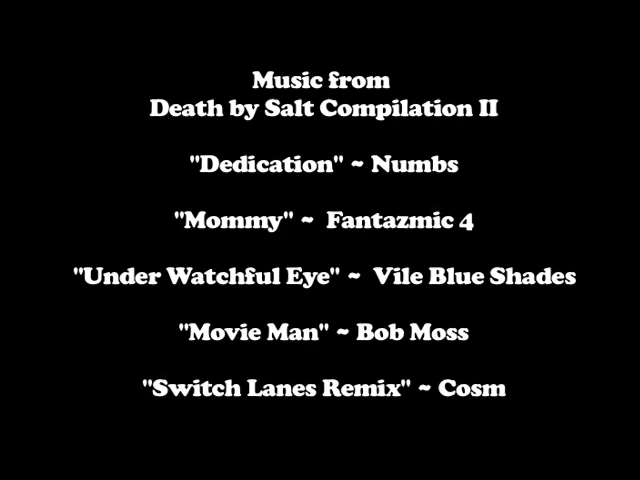 Music from
Death by Salt Compilation II
"Dedication" ~ Numbs
"Mommy" ~ Fantazmic 4
"Under Watchful Eye" ~ Vile Blue Shades
"Movie Man" ~ Bob Moss
"Switch Lanes Remix" ~ Cosm